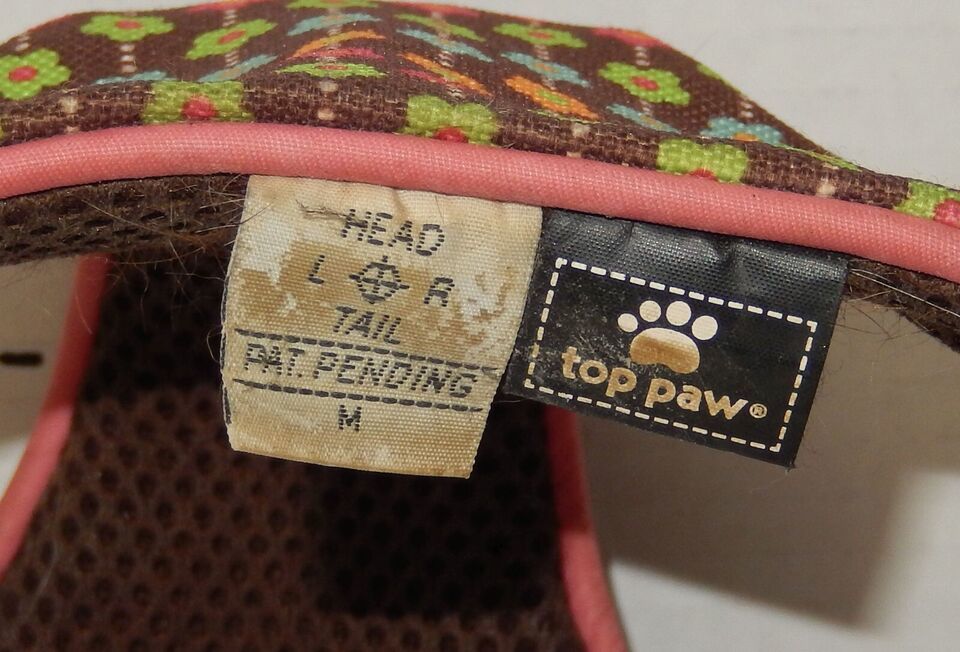 HEAD
L R
TAIL
PAT. PENDING
M
top paw®